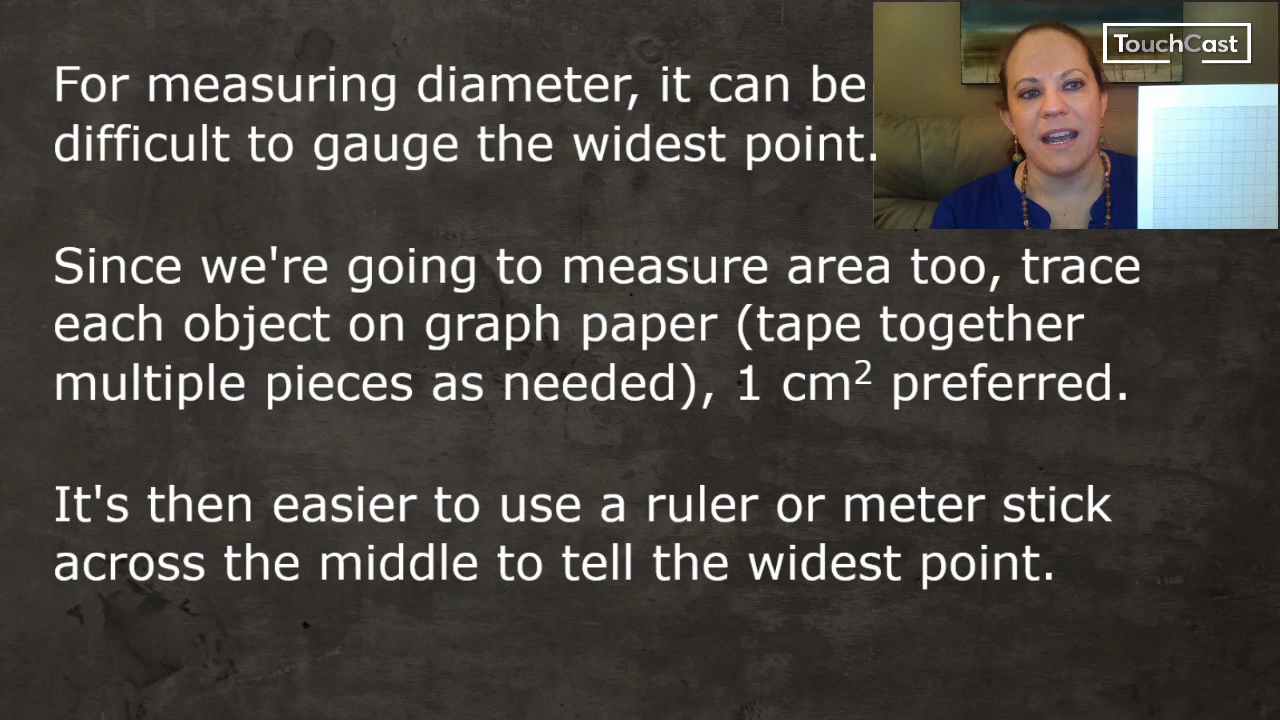 For measuring diameter, it can be
difficult to gauge the widest point.
Since we're going to measure area too, trace
each object on graph paper (tape together
multiple pieces as needed), 1 cm² preferred.
It's then easier to use a ruler or meter stick
across the middle to tell the widest point.
TouchCast